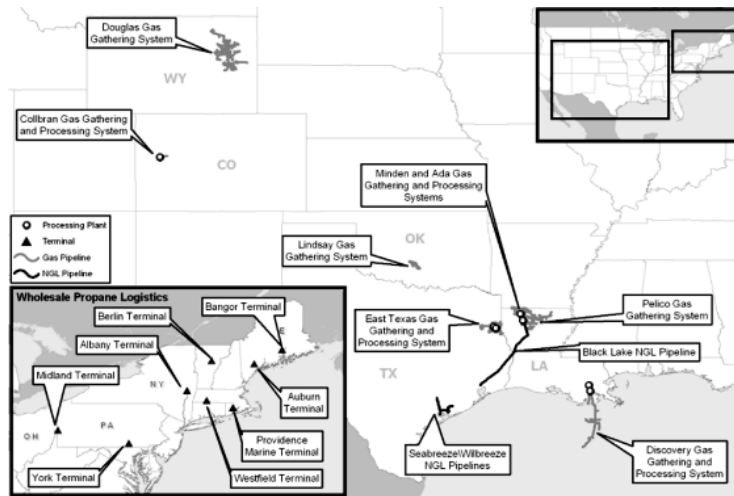 Douglas Gas
Gathering System
WY
Collbran Gas Gathering
and Processing System
CO
Minden and Ada Gas
Gathering and Processing
Systems
Processing Plant
Terminal
Gas Pipeline
NGL Pipeline
OK
Lindsay Gas
Gathering System
East Texas Gas
Gathering and
Processing System
Pelico Gas
Gathering System
Black Lake NGL Pipeline
TX
LA
Seabreeze\Wilbreeze
NGL Pipelines
Discovery Gas
Gathering and
Processing System
Wholesale Propane Logistics
Bangor Terminal
Berlin Terminal
Albany Terminal
Midland Terminal
E
NY
Auburn
Terminal
OH
PA
Providence
Marine Terminal
York Terminal
Westfield Terminal